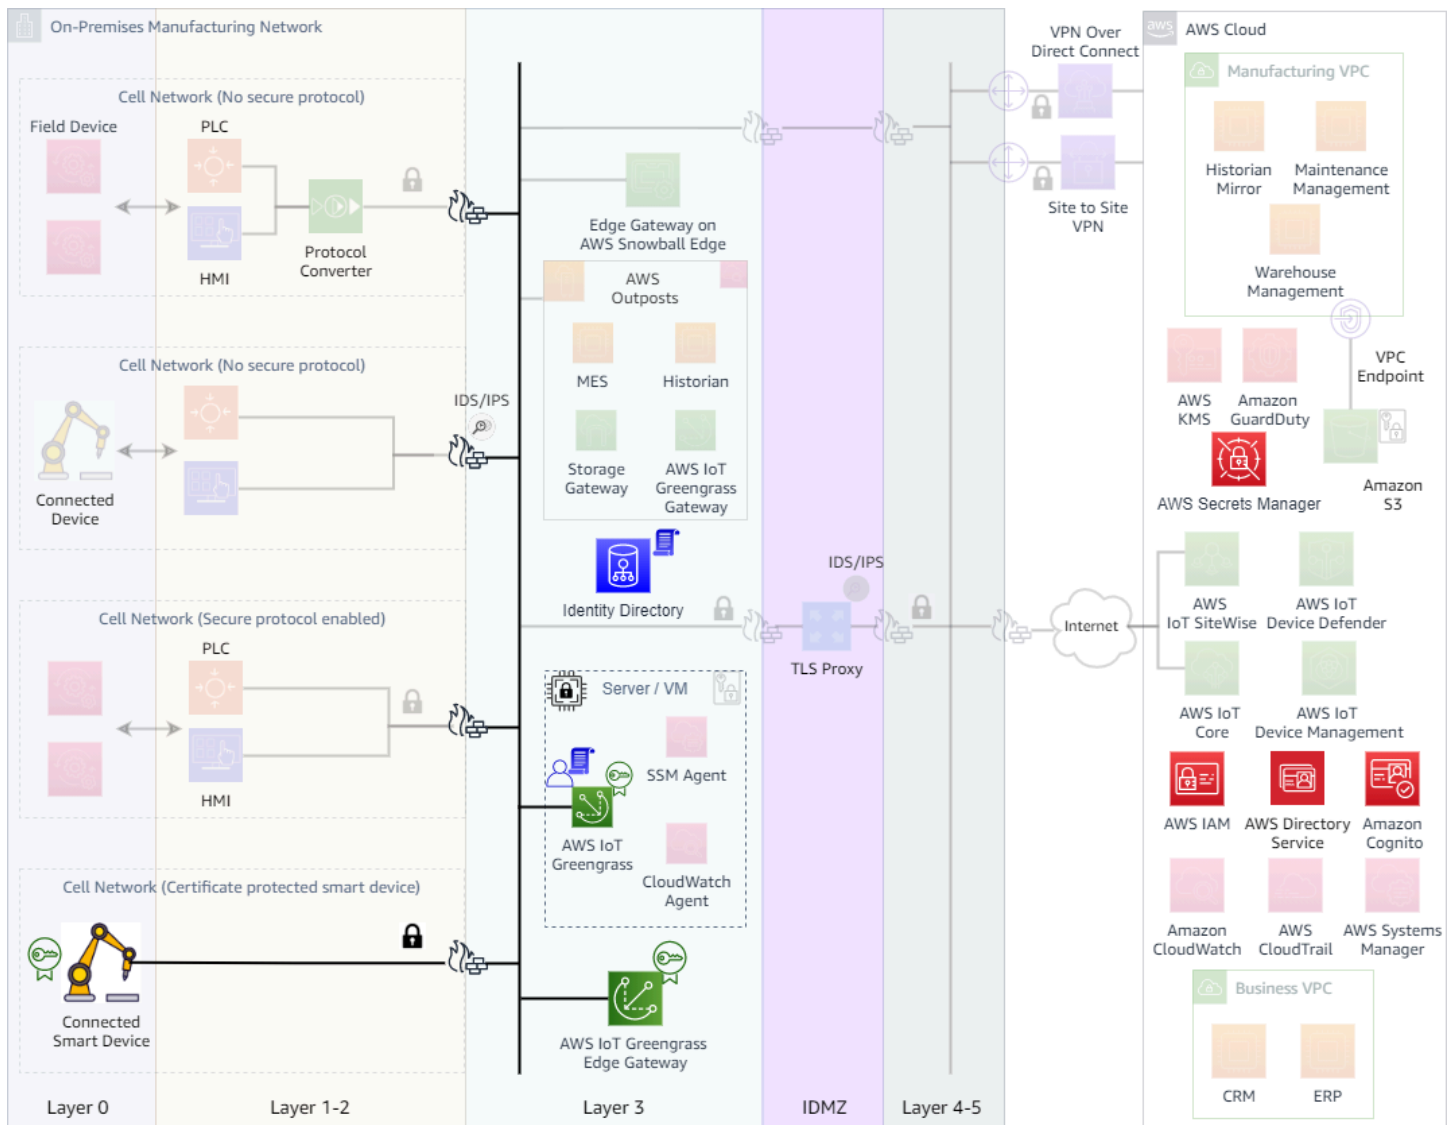 On-Premises Manufacturing Network
Cell Network (No secure protocol)
Field Device
PLC
HMI
Protocol
Converter
Cell Network (No secure protocol)
Connected
Device
IDS/IPS
Cell Network (Secure protocol enabled)
PLC
HMI
Cell Network (Certificate protected smart device)
Connected
Smart Device
Edge Gateway on
AWS Snowball Edge
AWS
Outposts
MES
Historian
Storage
Gateway
AWS IoT
Greengrass
Gateway
Identity Directory
Server / VM
SSM Agent
AWS IoT
Greengrass
CloudWatch
Agent
AWS IoT Greengrass
Edge Gateway
IDS/IPS
TLS Proxy
VPN Over
Direct Connect
Site to Site
VPN
Internet
aws
AWS Cloud
Manufacturing VPC
Historian
Mirror
Maintenance
Management
Warehouse
Management
VPC
Endpoint
AWS
KMS
Amazon
GuardDuty
AWS Secrets Manager
Amazon
S3
AWS
IoT SiteWise
AWS IoT
Device Defender
AWS IoT
Core
AWS IoT
Device Management
AWS IAM
AWS Directory
Service
Amazon
Cognito
Amazon
CloudWatch
AWS
CloudTrail
AWS Systems
Manager
Business VPC
CRM
ERP
Layer 0
Layer 1-2
Layer 3
IDMZ
Layer 4-5